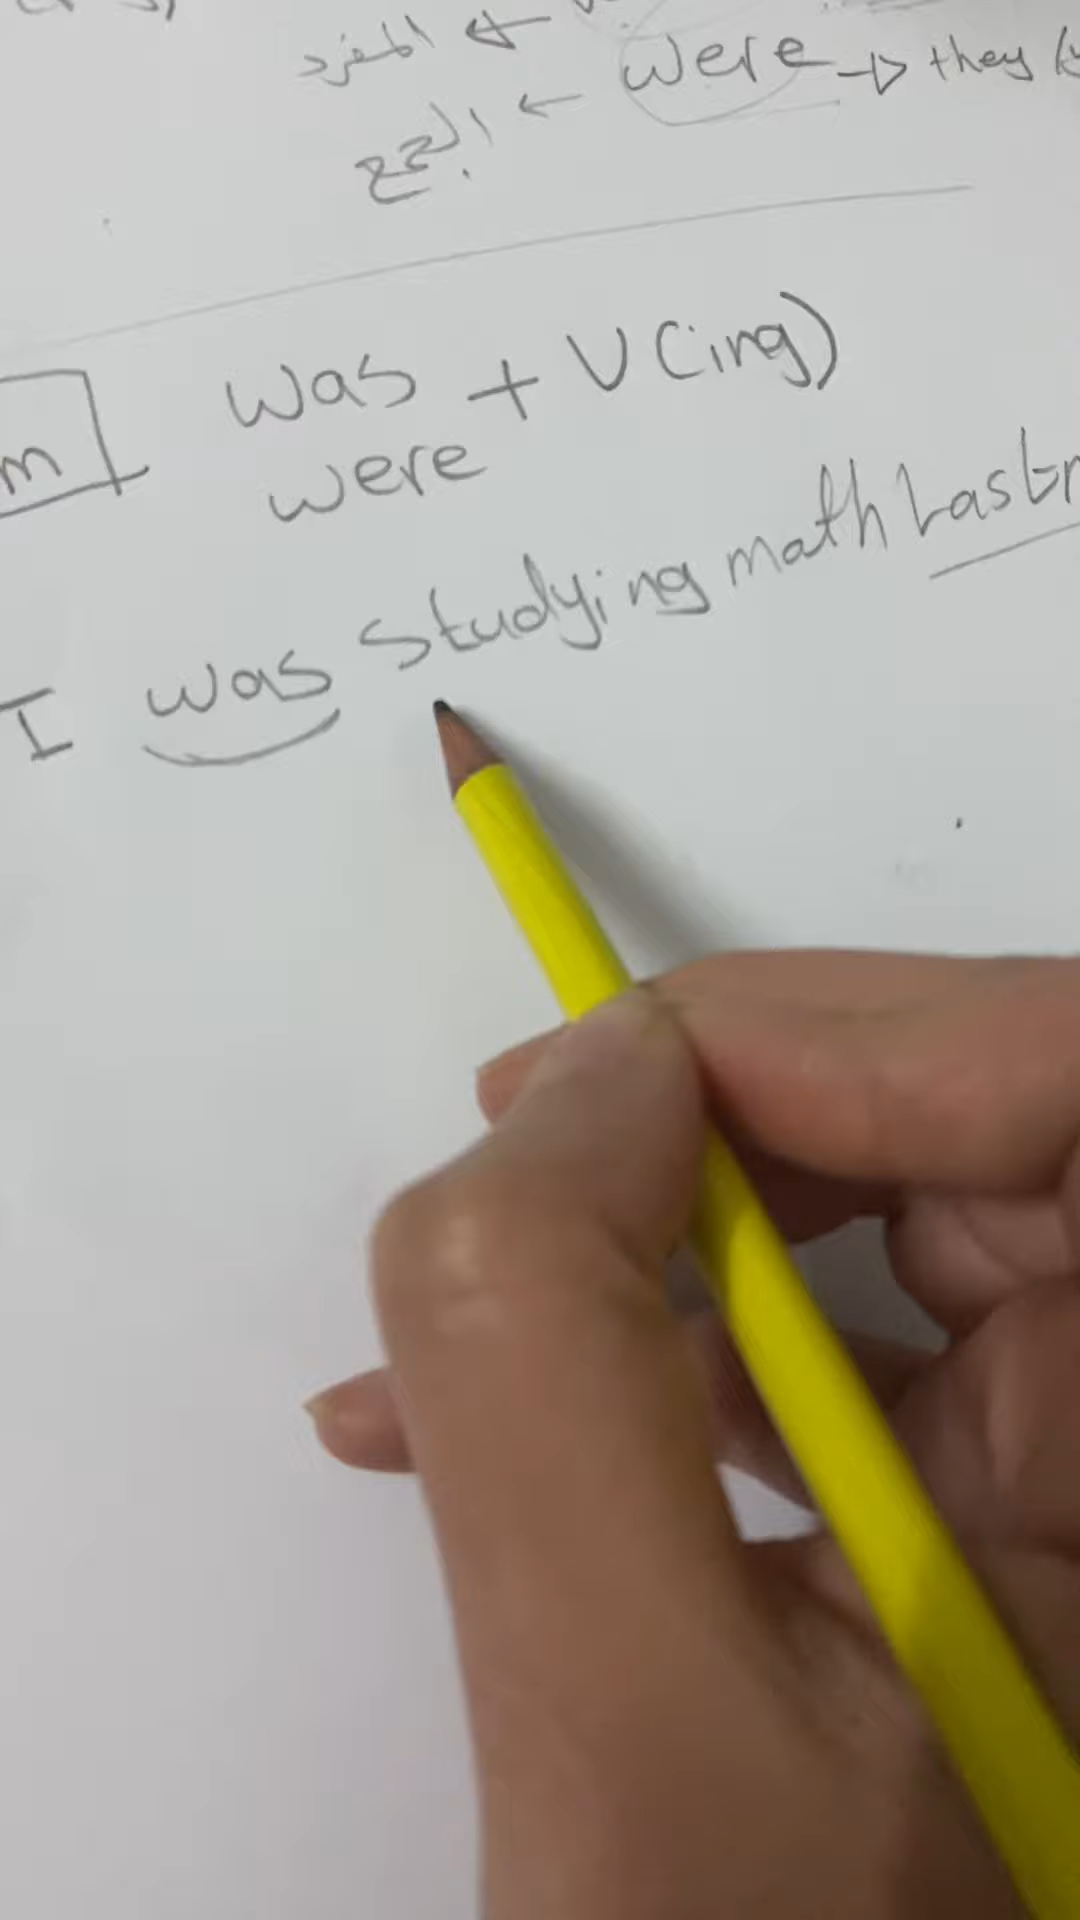 المفرد ←
الجمع ← were → they
was + V(ing)
were
m
I was studying math Last